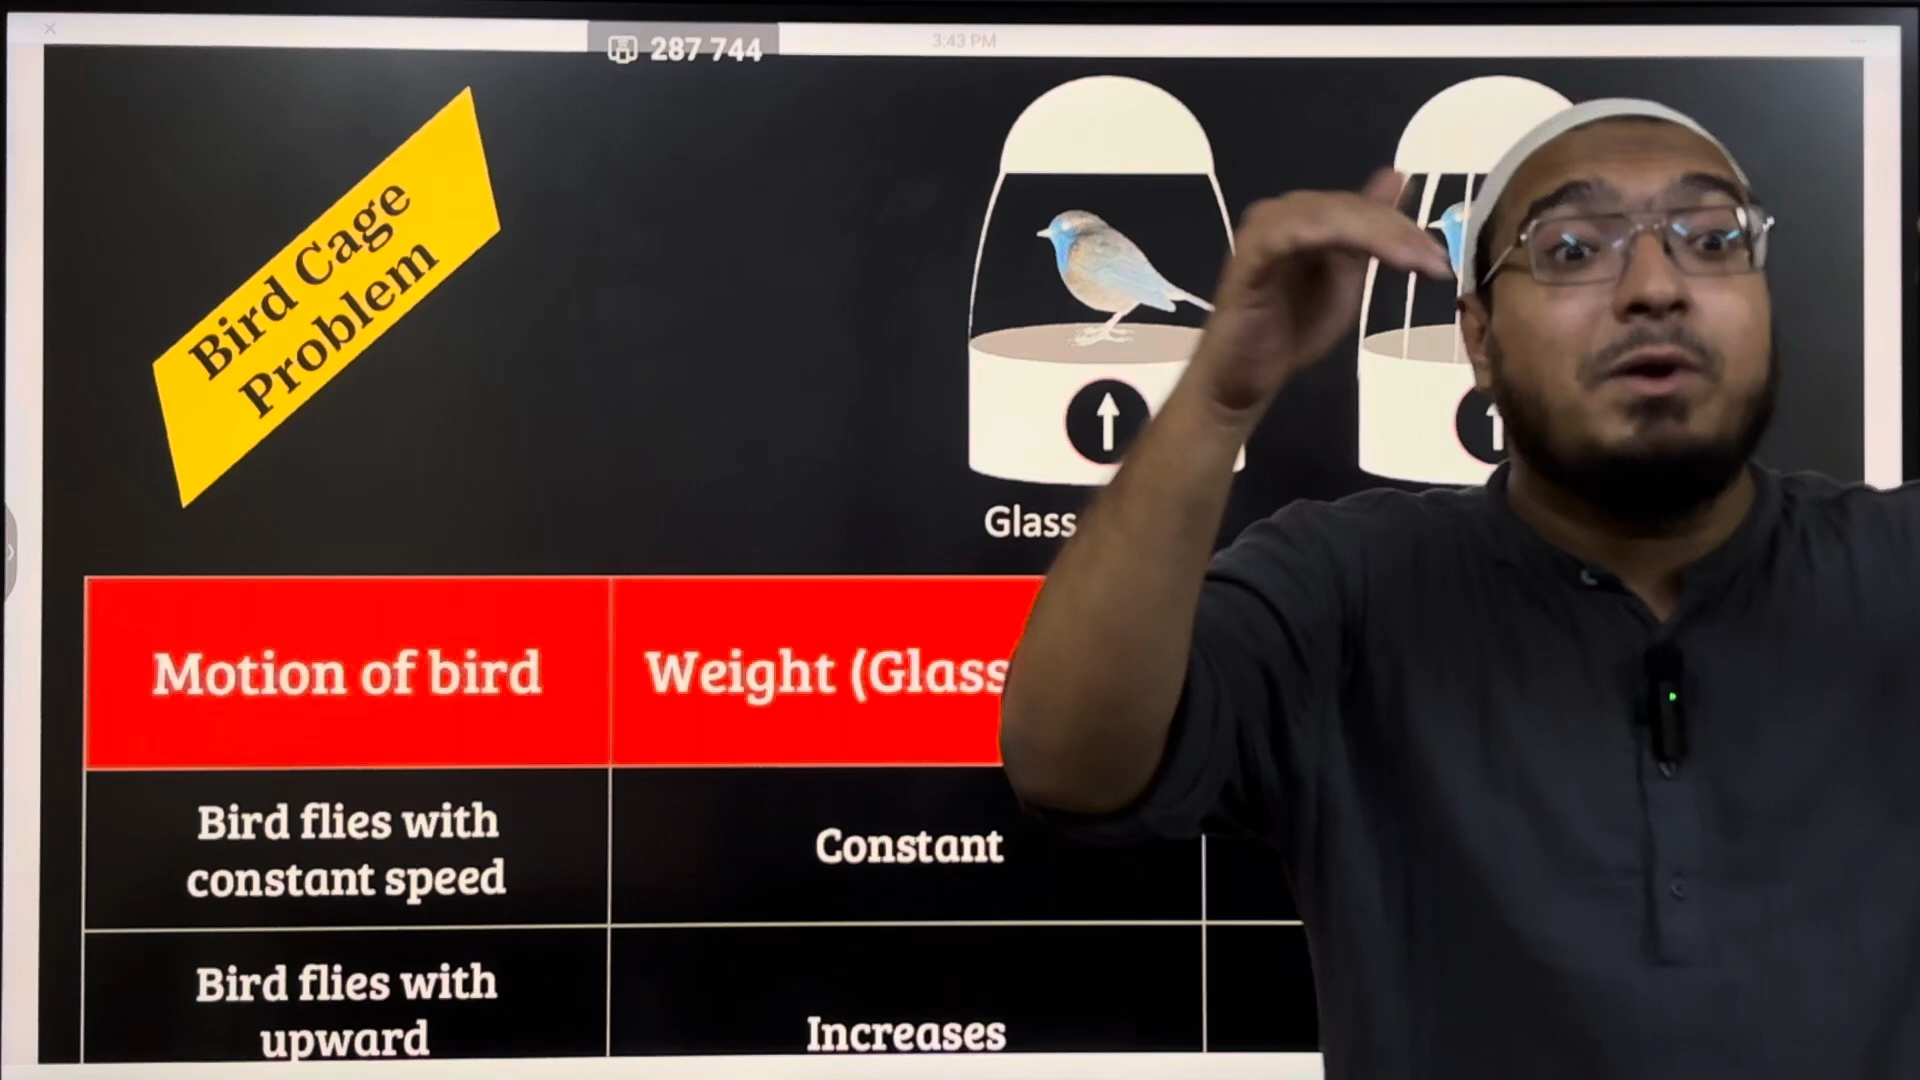 287 744
3:43 PM
Bird Cage
Problem
Glass
Motion of bird
Weight (Glass
Bird flies with
constant speed
Constant
Bird flies with
upward
Increases